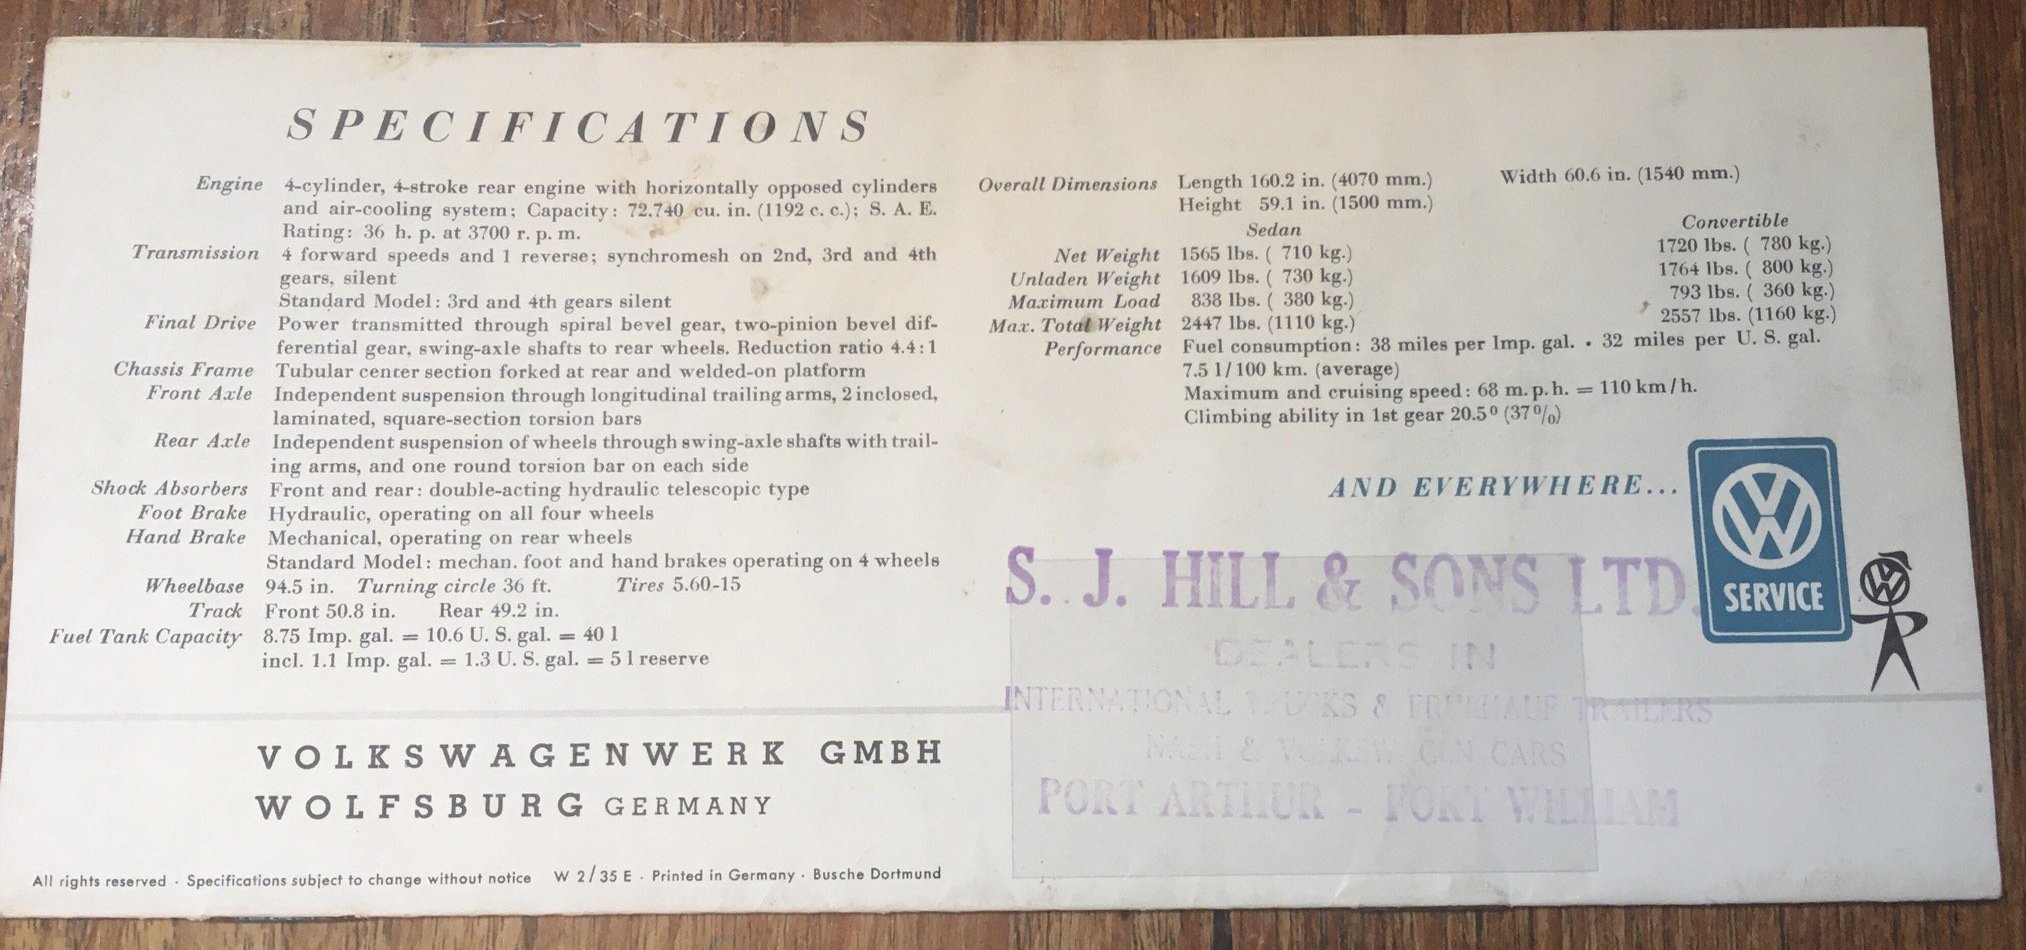 SPECIFICATIONS
Engine 4-cylinder, 4-stroke rear engine with horizontally opposed cylinders
and air-cooling system; Capacity: 72.740 cu. in. (1192 c. c.); S. A. E.
Rating: 36 h. p. at 3700 r. p. m.
Transmission 4 forward speeds and 1 reverse; synchromesh on 2nd, 3rd and 4th
gears, silent
Standard Model: 3rd and 4th gears silent
Final Drive Power transmitted through spiral bevel gear, two-pinion bevel dif-
ferential gear, swing-axle shafts to rear wheels. Reduction ratio 4.4:1
Chassis Frame Tubular center section forked at rear and welded-on platform
Front Axle Independent suspension through longitudinal trailing arms, 2 inclosed,
laminated, square-section torsion bars
Rear Axle Independent suspension of wheels through swing-axle shafts with trail-
ing arms, and one round torsion bar on each side
Shock Absorbers Front and rear: double-acting hydraulic telescopic type
Foot Brake Hydraulic, operating on all four wheels
Hand Brake Mechanical, operating on rear wheels
Standard Model: mechan. foot and hand brakes operating on 4 wheels
Wheelbase 94.5 in. Turning circle 36 ft. Tires 5.60-15
Track Front 50.8 in. Rear 49.2 in.
Fuel Tank Capacity 8.75 Imp. gal. = 10.6 U. S. gal. = 40 l
incl. 1.1 Imp. gal. = 1.3 U. S. gal. = 5 l reserve
VOLKSWAGENWERK GMBH
WOLFSBURG GERMANY
All rights reserved · Specifications subject to change without notice W 2/35 E · Printed in Germany · Busche Dortmund
Overall Dimensions Length 160.2 in. (4070 mm.) Width 60.6 in. (1540 mm.)
Height 59.1 in. (1500 mm.)
Sedan Convertible
Net Weight 1565 lbs. ( 710 kg.) 1720 lbs. ( 780 kg.)
Unladen Weight 1609 lbs. ( 730 kg.) 1764 lbs. ( 800 kg.)
Maximum Load 838 lbs. ( 380 kg.) 793 lbs. ( 360 kg.)
Max. Total Weight 2447 lbs. (1110 kg.) 2557 lbs. (1160 kg.)
Performance Fuel consumption: 38 miles per Imp. gal. • 32 miles per U. S. gal.
7.5 l/100 km. (average)
Maximum and cruising speed: 68 m. p. h. = 110 km/h.
Climbing ability in 1st gear 20.5° (37%)
AND EVERYWHERE...
VW
SERVICE
VW
S. J. HILL & SONS LTD.
DEALERS IN
INTERNATIONAL TRUCKS & FRUEHAUF TRAILERS
NASH & VOLKSWAGEN CARS
PORT ARTHUR - FORT WILLIAM